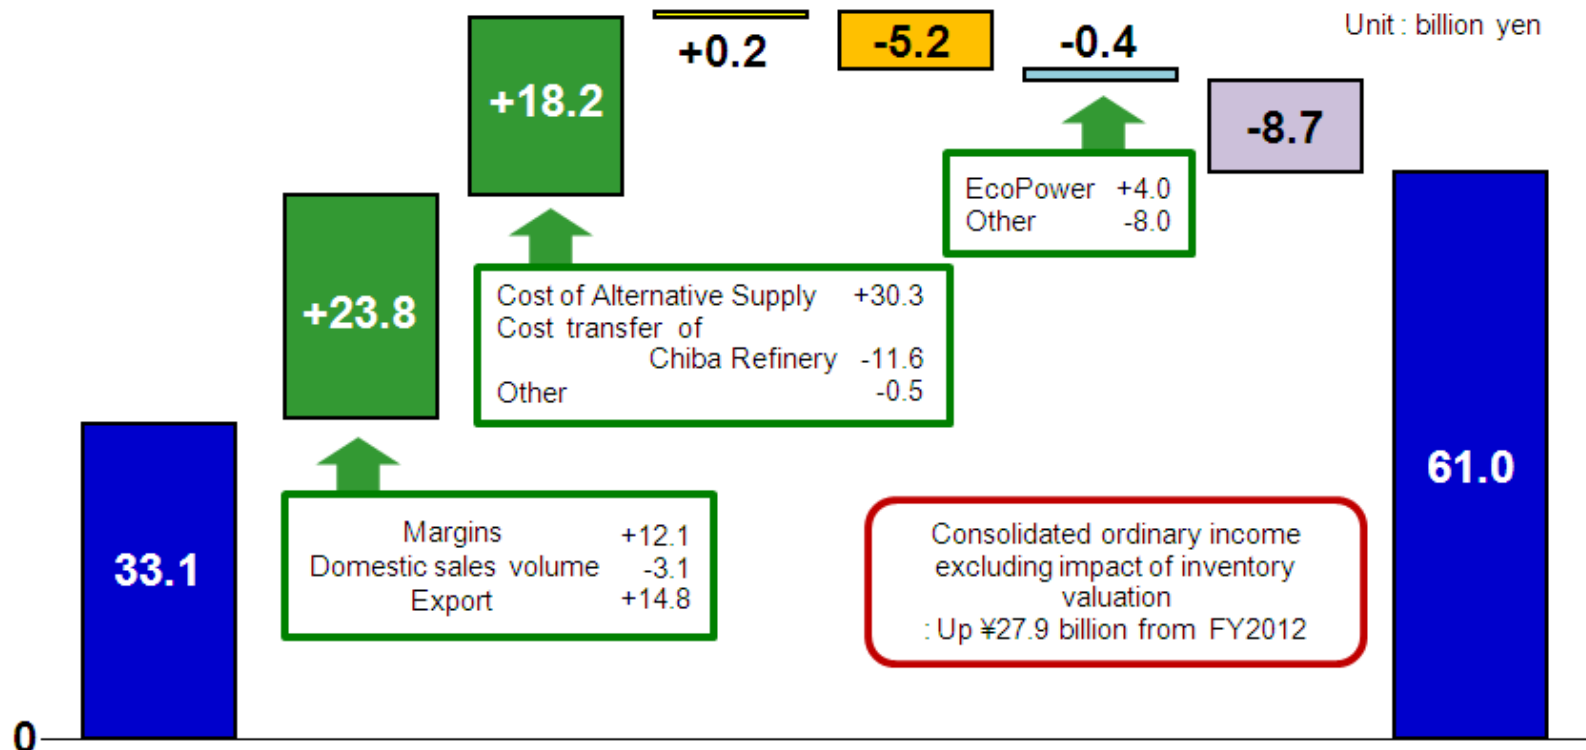 Unit : billion yen
+0.2
-5.2
-0.4
+18.2
-8.7
EcoPower +4.0
Other -8.0
+23.8
Cost of Alternative Supply +30.3
Cost transfer of
Chiba Refinery -11.6
Other -0.5
61.0
33.1
Margins +12.1
Domestic sales volume -3.1
Export +14.8
Consolidated ordinary income
excluding impact of inventory
valuation
: Up ¥27.9 billion from FY2012
0